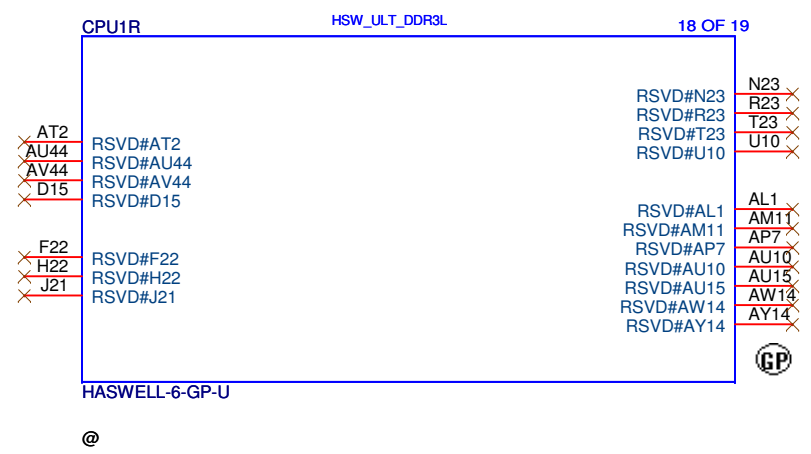 CPU1R
HSW_ULT_DDR3L
18 OF 19
AT2
RSVD#AT2
AU44
RSVD#AU44
AV44
RSVD#AV44
D15
RSVD#D15
F22
RSVD#F22
H22
RSVD#H22
J21
RSVD#J21
RSVD#N23
N23
RSVD#R23
R23
RSVD#T23
T23
RSVD#U10
U10
RSVD#AL1
AL1
RSVD#AM11
AM11
RSVD#AP7
AP7
RSVD#AU10
AU10
RSVD#AU15
AU15
RSVD#AW14
AW14
RSVD#AY14
AY14
GP
HASWELL-6-GP-U
@